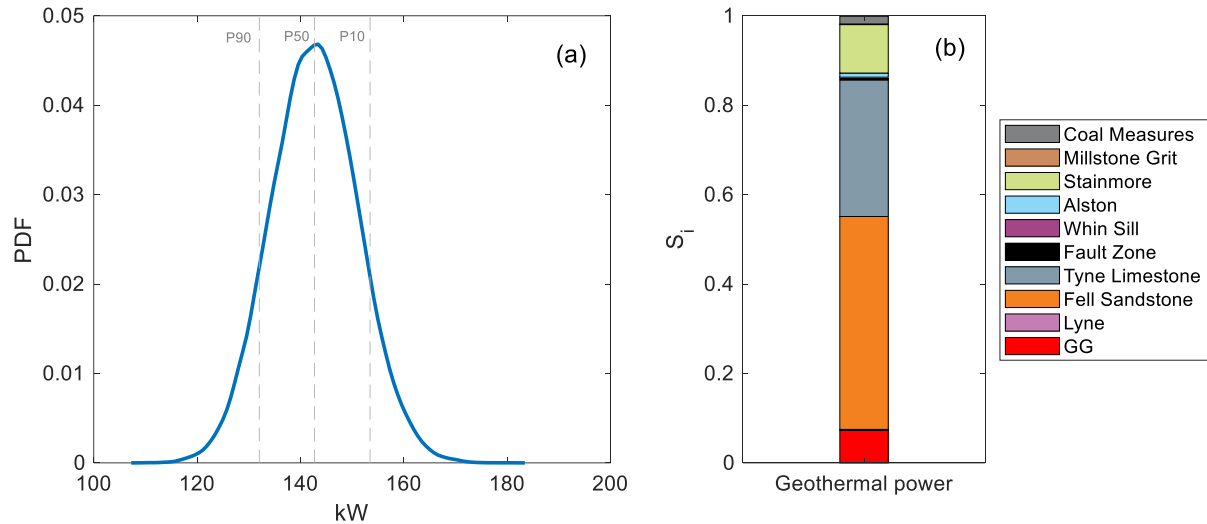 0.05
0.04
0.03
0.02
0.01
0
PDF
P90
P50
P10
(a)
100
120
140
160
180
200
kW
1
0.8
0.6
0.4
0.2
0
S_i
(b)
Geothermal power
Coal Measures
Millstone Grit
Stainmore
Alston
Whin Sill
Fault Zone
Tyne Limestone
Fell Sandstone
Lyne
GG